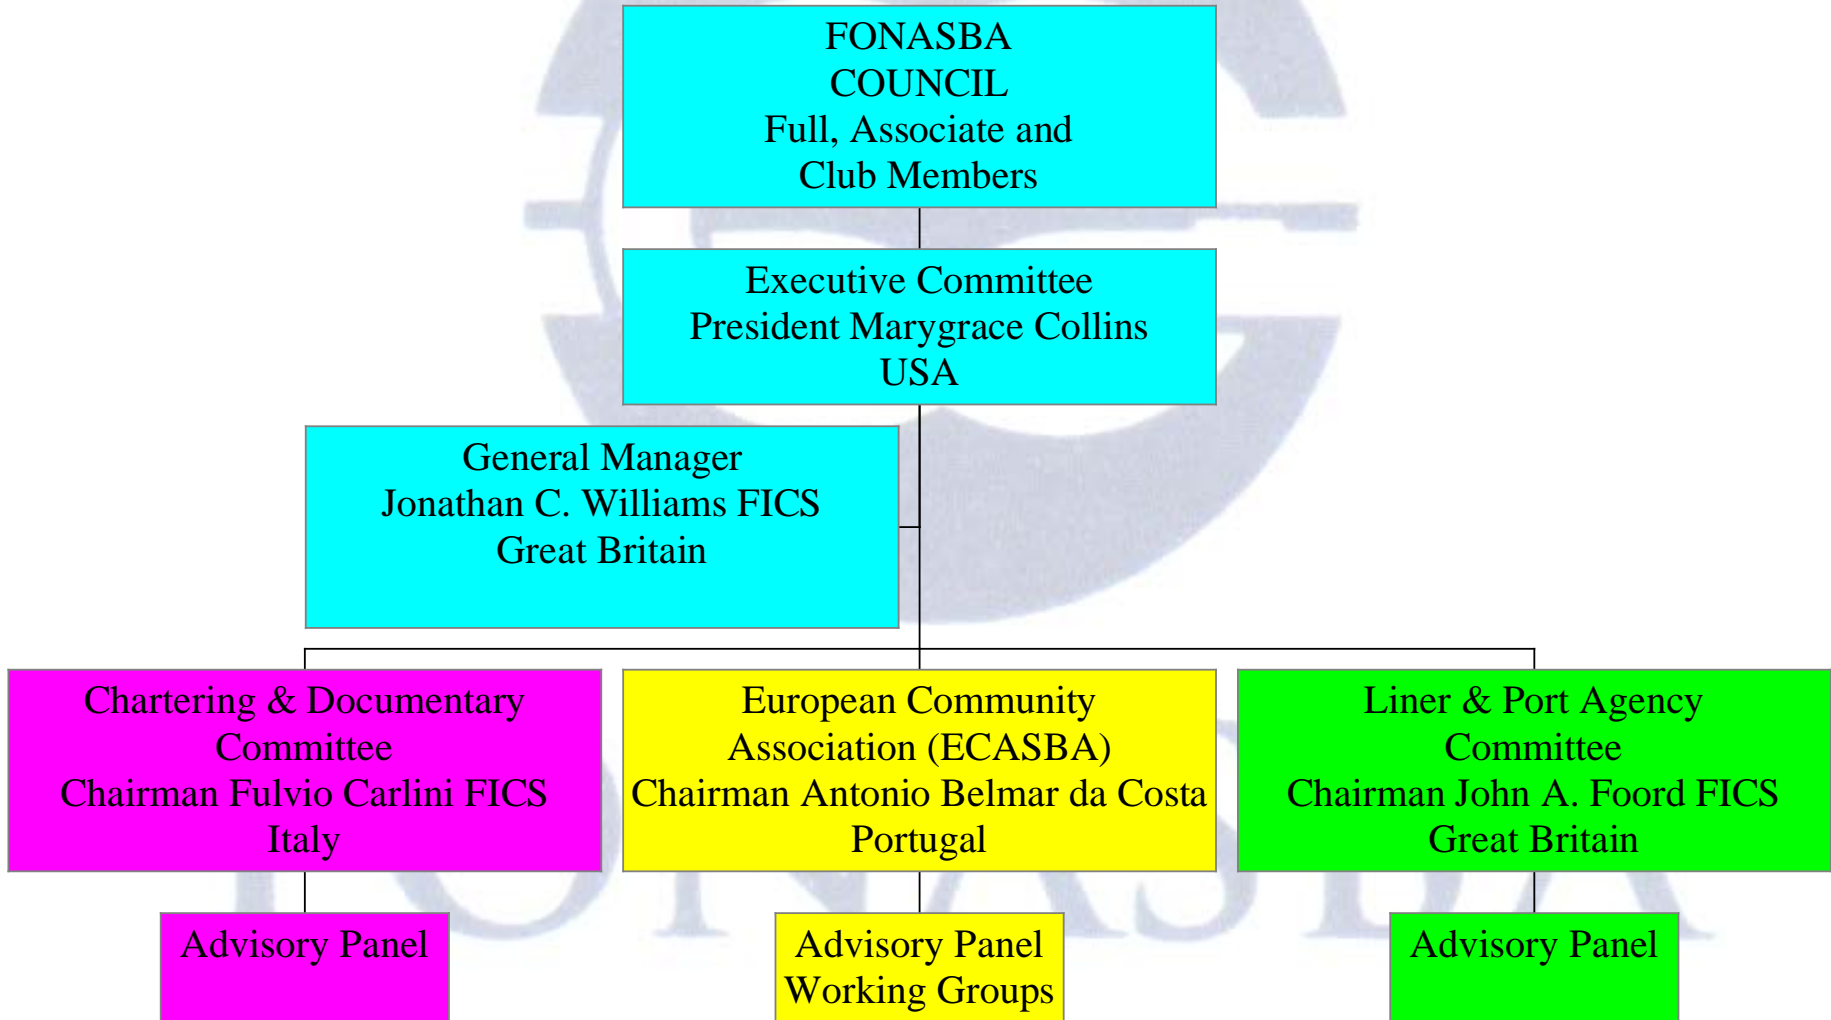 FONASBA
COUNCIL
Full, Associate and
Club Members
Executive Committee
President Marygrace Collins
USA
General Manager
Jonathan C. Williams FICS
Great Britain
Chartering & Documentary
Committee
Chairman Fulvio Carlini FICS
Italy
European Community
Association (ECASBA)
Chairman Antonio Belmar da Costa
Portugal
Liner & Port Agency
Committee
Chairman John A. Foord FICS
Great Britain
FONASBA
Advisory Panel
Advisory Panel
Working Groups
Advisory Panel